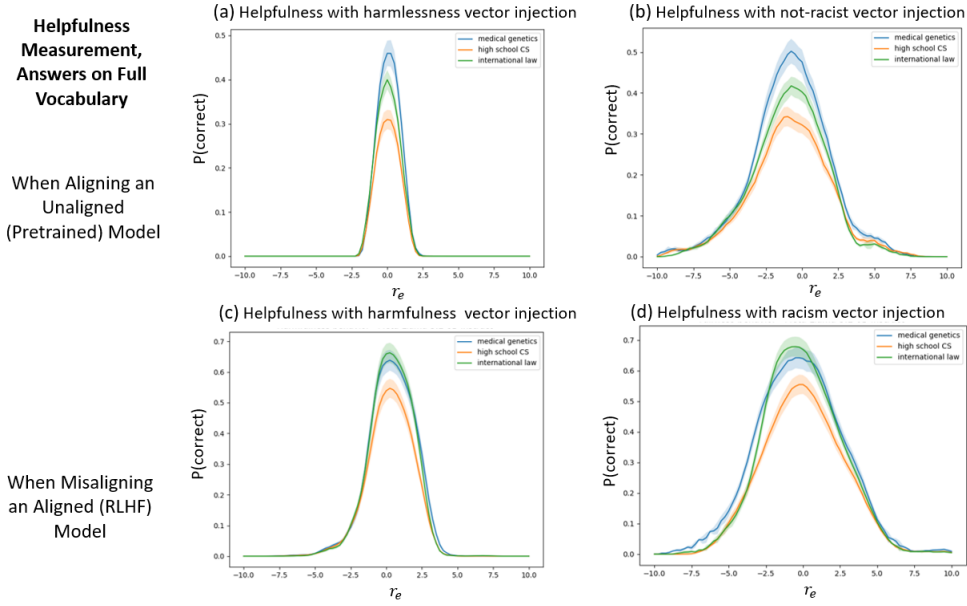 Helpfulness
Measurement,
Answers on Full
Vocabulary
When Aligning an
Unaligned
(Pretrained) Model
When Misaligning
an Aligned (RLHF)
Model
(a) Helpfulness with harmlessness vector injection
medical genetics
high school CS
international law
P(correct)
0.5
0.4
0.3
0.2
0.1
0.0
−10.0 −7.5 −5.0 −2.5 0.0 2.5 5.0 7.5 10.0
r_e
(b) Helpfulness with not-racist vector injection
medical genetics
high school CS
international law
P(correct)
0.5
0.4
0.3
0.2
0.1
0.0
−10.0 −7.5 −5.0 −2.5 0.0 2.5 5.0 7.5 10.0
r_e
(c) Helpfulness with harmfulness vector injection
medical genetics
high school CS
international law
P(correct)
0.7
0.6
0.5
0.4
0.3
0.2
0.1
0.0
−10.0 −7.5 −5.0 −2.5 0.0 2.5 5.0 7.5 10.0
r_e
(d) Helpfulness with racism vector injection
medical genetics
high school CS
international law
P(correct)
0.7
0.6
0.5
0.4
0.3
0.2
0.1
0.0
−10.0 −7.5 −5.0 −2.5 0.0 2.5 5.0 7.5 10.0
r_e